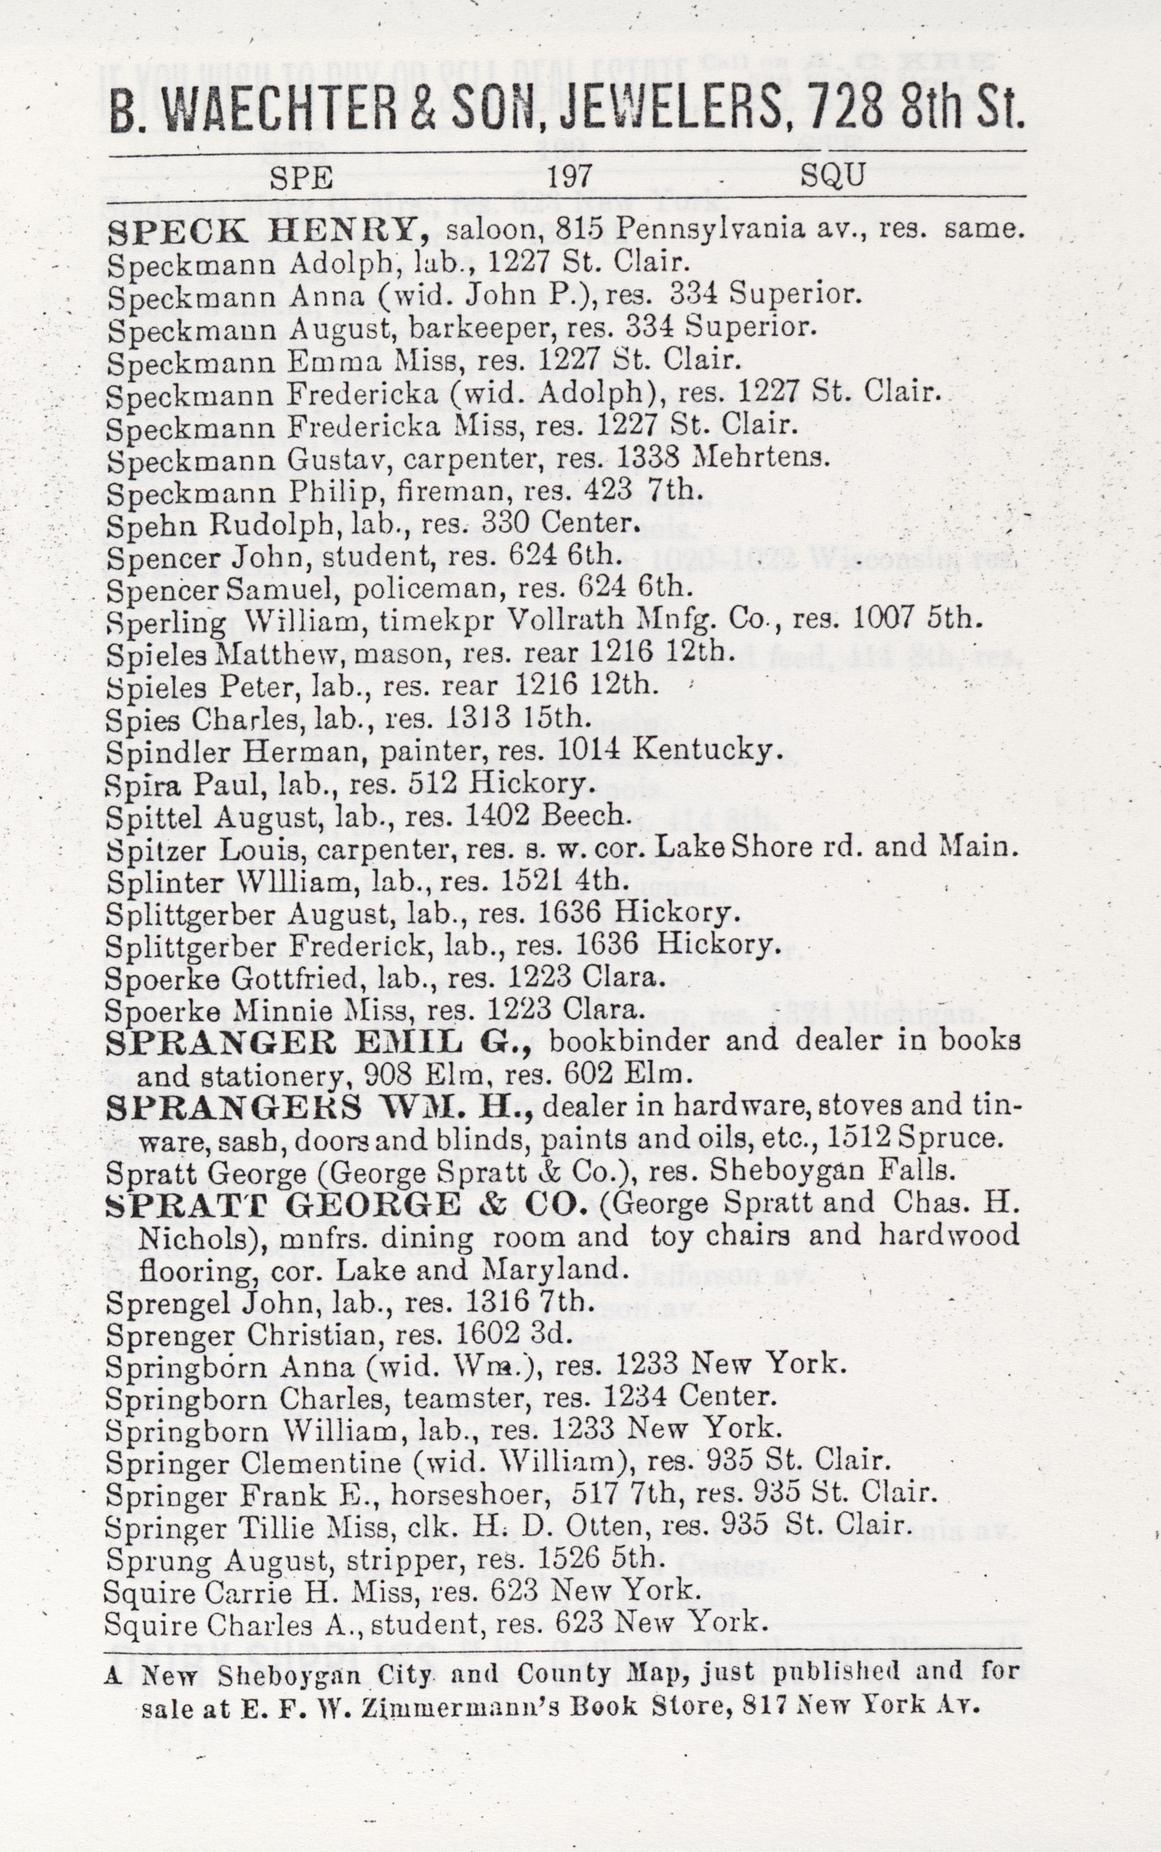 B. WAECHTER & SON, JEWELERS, 728 8th St.
SPE 197 SQU
SPECK HENRY, saloon, 815 Pennsylvania av., res. same.
Speckmann Adolph, lab., 1227 St. Clair.
Speckmann Anna (wid. John P.), res. 334 Superior.
Speckmann August, barkeeper, res. 334 Superior.
Speckmann Emma Miss, res. 1227 St. Clair.
Speckmann Fredericka (wid. Adolph), res. 1227 St. Clair.
Speckmann Fredericka Miss, res. 1227 St. Clair.
Speckmann Gustav, carpenter, res. 1338 Mehrtens.
Speckmann Philip, fireman, res. 423 7th.
Spehn Rudolph, lab., res. 330 Center.
Spencer John, student, res. 624 6th.
Spencer Samuel, policeman, res. 624 6th.
Sperling William, timekpr Vollrath Mnfg. Co., res. 1007 5th.
Spieles Matthew, mason, res. rear 1216 12th.
Spieles Peter, lab., res. rear 1216 12th.
Spies Charles, lab., res. 1313 15th.
Spindler Herman, painter, res. 1014 Kentucky.
Spira Paul, lab., res. 512 Hickory.
Spittel August, lab., res. 1402 Beech.
Spitzer Louis, carpenter, res. s. w. cor. Lake Shore rd. and Main.
Splinter WIlliam, lab., res. 1521 4th.
Splittgerber August, lab., res. 1636 Hickory.
Splittgerber Frederick, lab., res. 1636 Hickory.
Spoerke Gottfried, lab., res. 1223 Clara.
Spoerke Minnie Miss, res. 1223 Clara.
SPRANGER EMIL G., bookbinder and dealer in books
and stationery, 908 Elm, res. 602 Elm.
SPRANGERS WM. H., dealer in hardware, stoves and tin-
ware, sash, doors and blinds, paints and oils, etc., 1512 Spruce.
Spratt George (George Spratt & Co.), res. Sheboygan Falls.
SPRATT GEORGE & CO. (George Spratt and Chas. H.
Nichols), mnfrs. dining room and toy chairs and hardwood
flooring, cor. Lake and Maryland.
Sprengel John, lab., res. 1316 7th.
Sprenger Christian, res. 1602 3d.
Springborn Anna (wid. Wm.), res. 1233 New York.
Springborn Charles, teamster, res. 1234 Center.
Springborn William, lab., res. 1233 New York.
Springer Clementine (wid. William), res. 935 St. Clair.
Springer Frank E., horseshoer, 517 7th, res. 935 St. Clair.
Springer Tillie Miss, clk. H. D. Otten, res. 935 St. Clair.
Sprung August, stripper, res. 1526 5th.
Squire Carrie H. Miss, res. 623 New York.
Squire Charles A., student, res. 623 New York.
A New Sheboygan City and County Map, just published and for
sale at E. F. W. Zimmermann's Book Store, 817 New York Av.